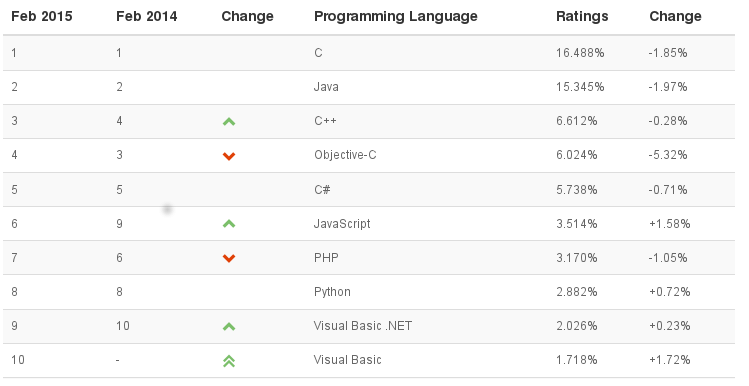 Feb 2015 Feb 2014 Change Programming Language Ratings Change
1 1 C 16.488% -1.85%
2 2 Java 15.345% -1.97%
3 4 C++ 6.612% -0.28%
4 3 Objective-C 6.024% -5.32%
5 5 C# 5.738% -0.71%
6 9 JavaScript 3.514% +1.58%
7 6 PHP 3.170% -1.05%
8 8 Python 2.882% +0.72%
9 10 Visual Basic .NET 2.026% +0.23%
10 - Visual Basic 1.718% +1.72%